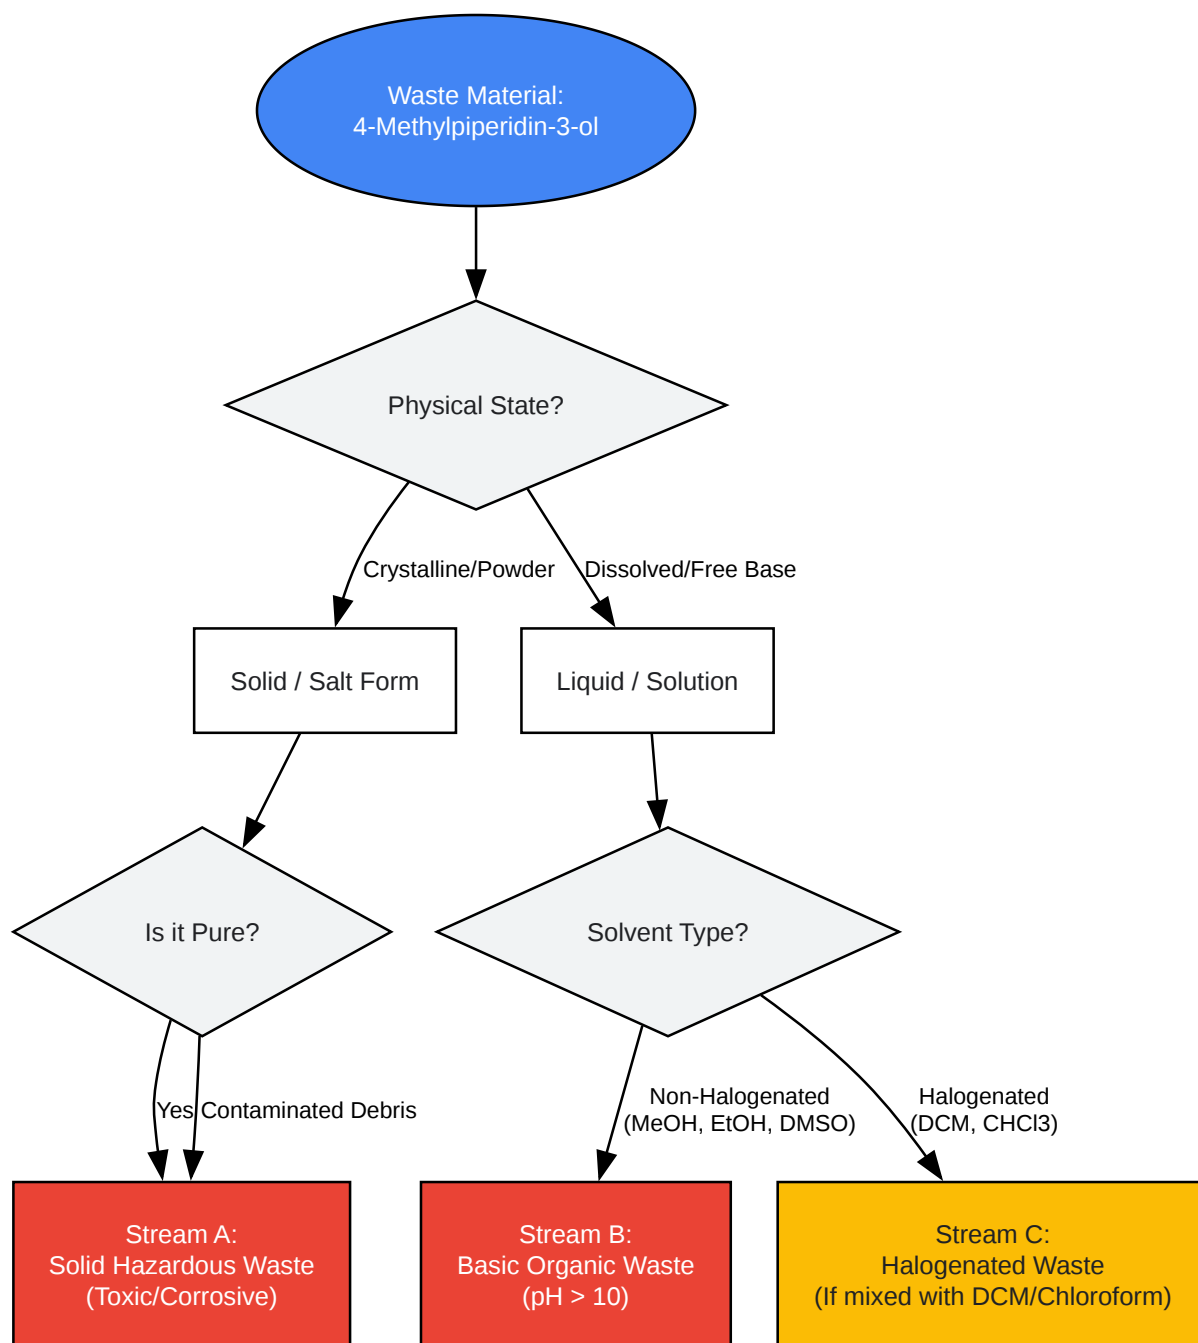 Waste Material:
4-Methylpiperidin-3-ol
Physical State?
Crystalline/Powder
Dissolved/Free Base
Solid / Salt Form
Liquid / Solution
Is it Pure?
Solvent Type?
Yes
Contaminated Debris
Non-Halogenated
(MeOH, EtOH, DMSO)
Halogenated
(DCM, CHCl3)
Stream A:
Solid Hazardous Waste
(Toxic/Corrosive)
Stream B:
Basic Organic Waste
(pH > 10)
Stream C:
Halogenated Waste
(If mixed with DCM/Chloroform)